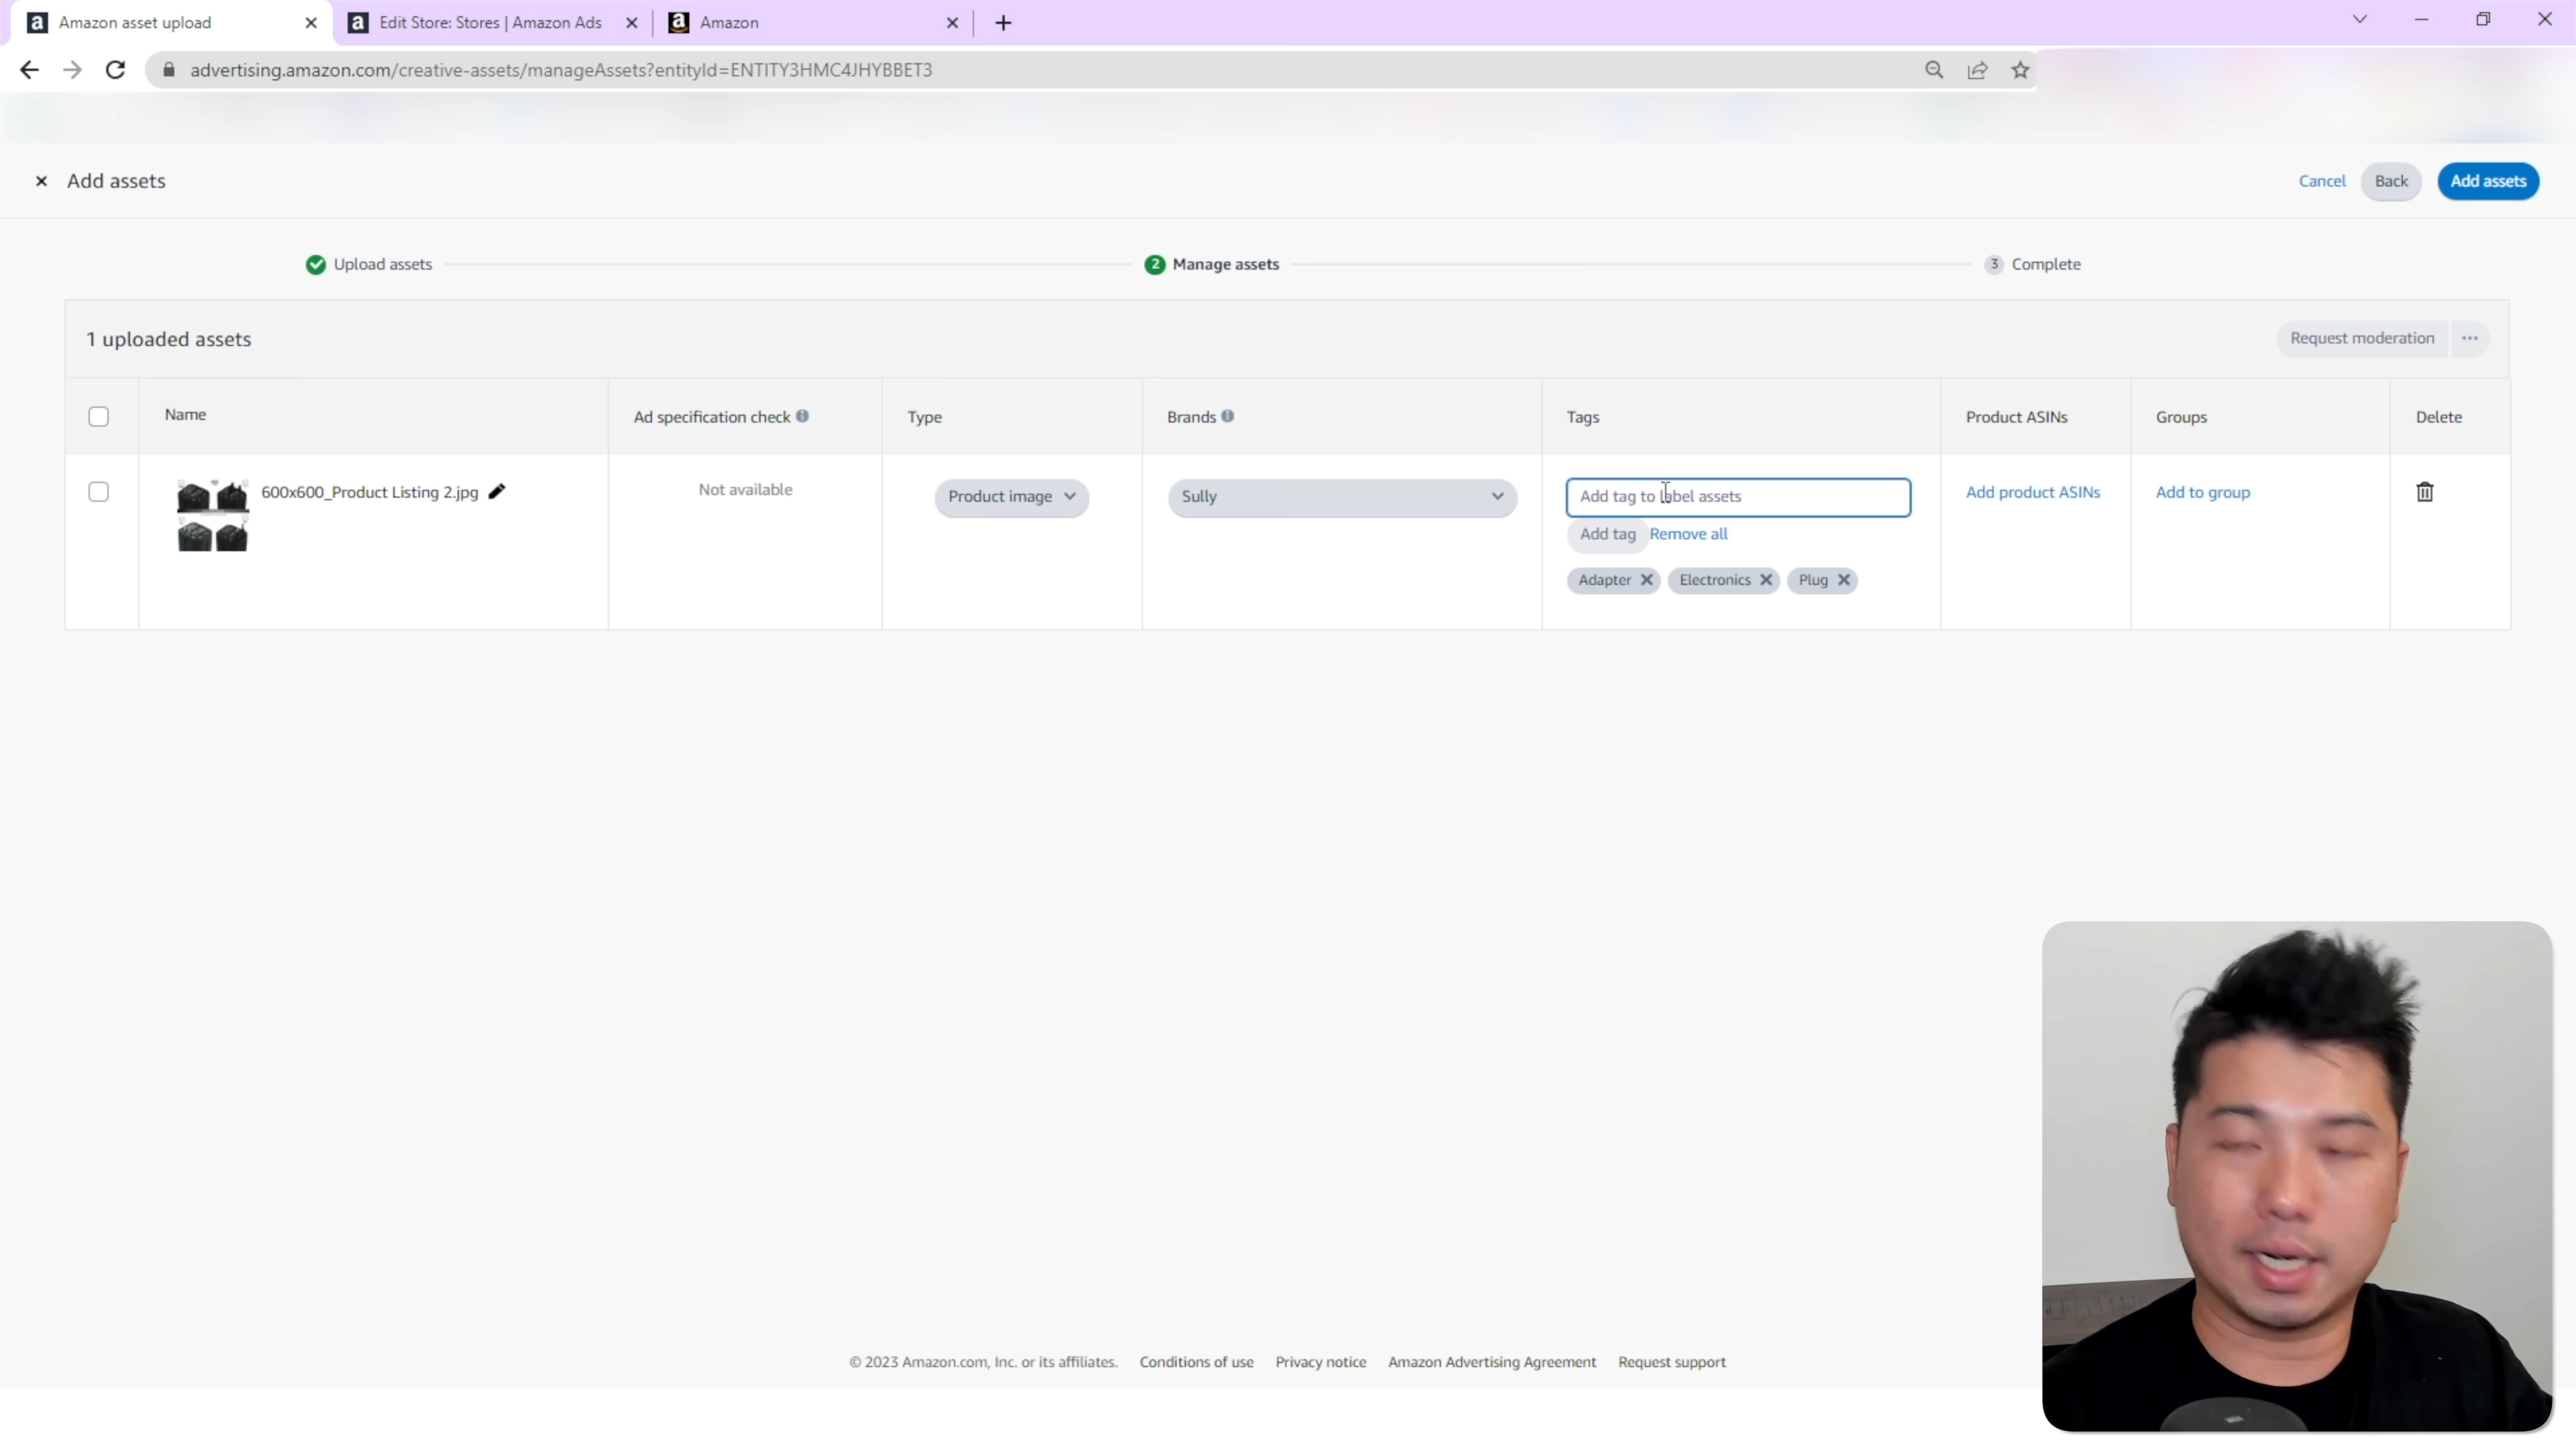 Amazon asset upload
Edit Store: Stores | Amazon Ads
Amazon
advertising.amazon.com/creative-assets/manageAssets?entityId=ENTITY3HMC4JHYBBET3
Add assets
Cancel
Back
Add assets
Upload assets
2 Manage assets
3 Complete
1 uploaded assets
Request moderation
Name
Ad specification check
Type
Brands
Tags
Product ASINs
Groups
Delete
600x600_Product Listing 2.jpg
Not available
Product image
Sully
Add tag to label assets
Add product ASINs
Add to group
Add tag
Remove all
Adapter
Electronics
Plug
© 2023 Amazon.com, Inc. or its affiliates. Conditions of use Privacy notice Amazon Advertising Agreement Request support